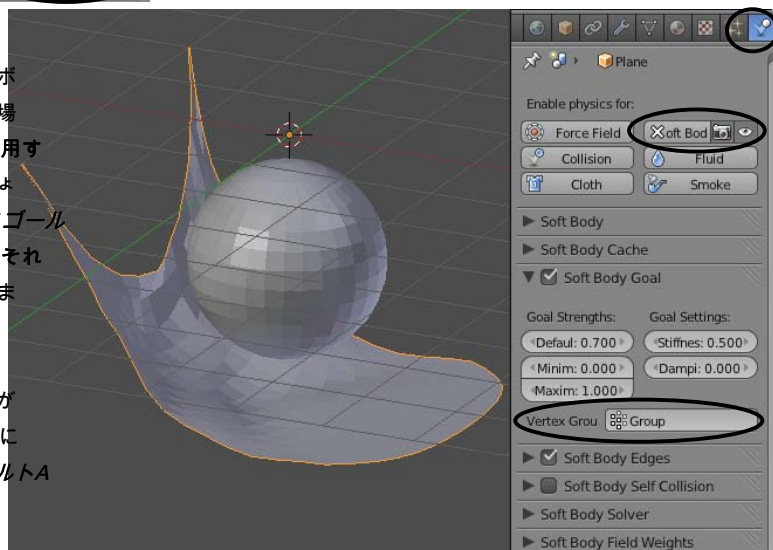 ボ
場
用す
ょ
ゴール
それ
ま
が
に
ルトA
Plane
Enable physics for:
Force Field
oft Bod
Collision
Fluid
Cloth
Smoke
Soft Body
Soft Body Cache
Soft Body Goal
Goal Strengths: Goal Settings:
Defaul: 0.700 Stiffnes: 0.500
Minim: 0.000 Dampi: 0.000
Maxim: 1.000
Vertex Grou Group
Soft Body Edges
Soft Body Self Collision
Soft Body Solver
Soft Body Field Weights